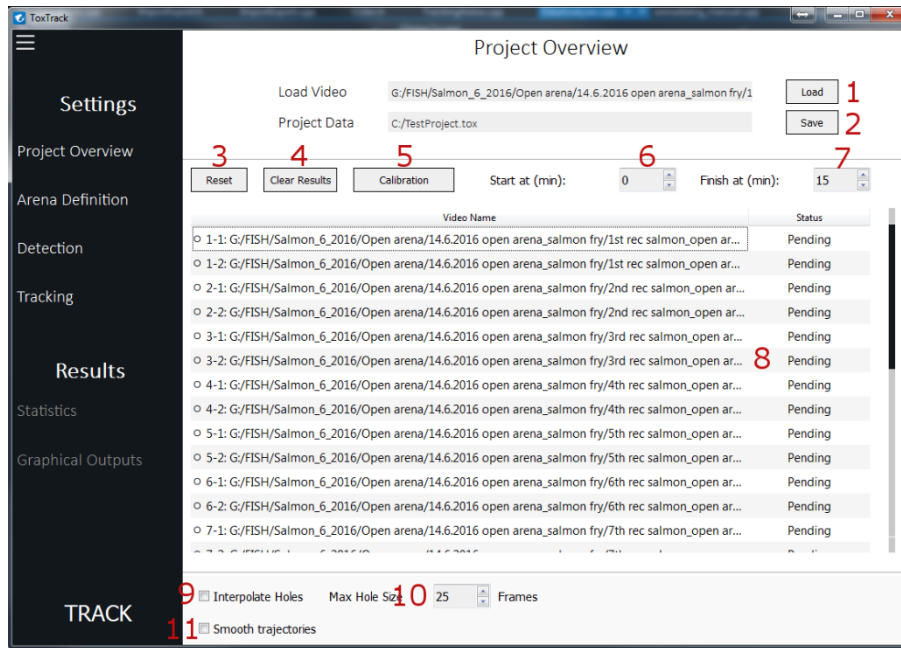 ToxTrack
Project Overview
Load Video G:/FISH/Salmon_6_2016/Open arena/14.6.2016 open arena_salmon fry/1 Load 1
Settings
Project Data C:/TestProject.tox Save 2
Project Overview
3 4 5 6 7
Reset Clear Results Calibration Start at (min): 0 Finish at (min): 15
Arena Definition
Video Name Status
1-1: G:/FISH/Salmon_6_2016/Open arena/14.6.2016 open arena_salmon fry/1st rec salmon_open ar... Pending
Detection
1-2: G:/FISH/Salmon_6_2016/Open arena/14.6.2016 open arena_salmon fry/1st rec salmon_open ar... Pending
2-1: G:/FISH/Salmon_6_2016/Open arena/14.6.2016 open arena_salmon fry/2nd rec salmon_open ar... Pending
Tracking
2-2: G:/FISH/Salmon_6_2016/Open arena/14.6.2016 open arena_salmon fry/2nd rec salmon_open ar... Pending
3-1: G:/FISH/Salmon_6_2016/Open arena/14.6.2016 open arena_salmon fry/3rd rec salmon_open ar... Pending
3-2: G:/FISH/Salmon_6_2016/Open arena/14.6.2016 open arena_salmon fry/3rd rec salmon_open ar... 8 Pending
Results
4-1: G:/FISH/Salmon_6_2016/Open arena/14.6.2016 open arena_salmon fry/4th rec salmon_open ar... Pending
Statistics
4-2: G:/FISH/Salmon_6_2016/Open arena/14.6.2016 open arena_salmon fry/4th rec salmon_open ar... Pending
5-1: G:/FISH/Salmon_6_2016/Open arena/14.6.2016 open arena_salmon fry/5th rec salmon_open ar... Pending
Graphical Outputs
5-2: G:/FISH/Salmon_6_2016/Open arena/14.6.2016 open arena_salmon fry/5th rec salmon_open ar... Pending
6-1: G:/FISH/Salmon_6_2016/Open arena/14.6.2016 open arena_salmon fry/6th rec salmon_open ar... Pending
6-2: G:/FISH/Salmon_6_2016/Open arena/14.6.2016 open arena_salmon fry/6th rec salmon_open ar... Pending
7-1: G:/FISH/Salmon_6_2016/Open arena/14.6.2016 open arena_salmon fry/7th rec salmon_open ar... Pending
9 Interpolate Holes Max Hole Size 10 25 Frames
TRACK
11 Smooth trajectories